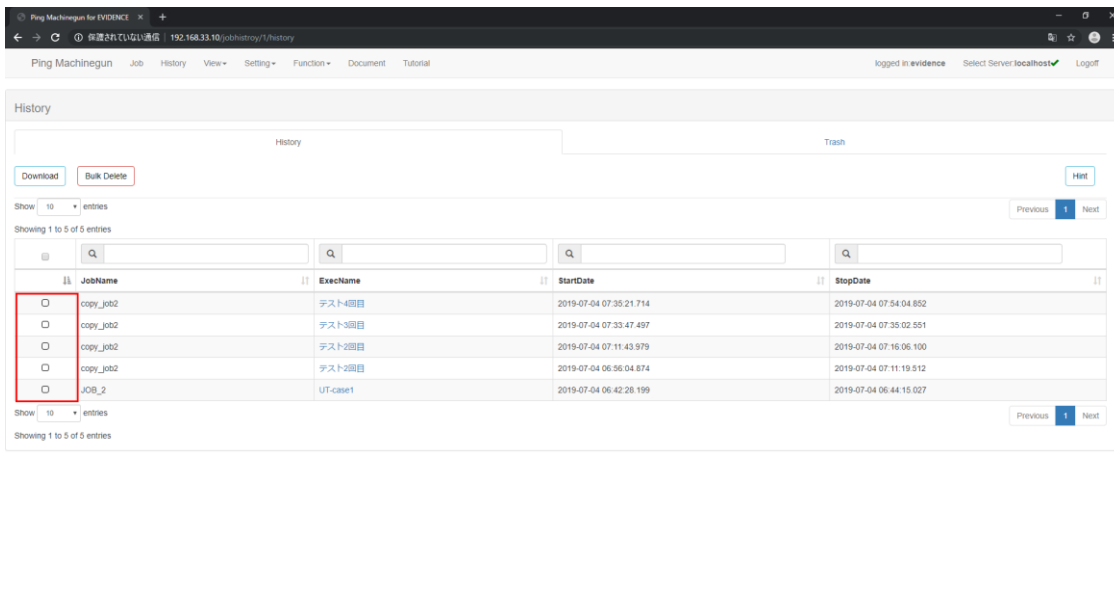 Ping Machinegun for EVIDENCE
保護されていない通信 | 192.168.33.10/jobhistroy/1/history
Ping Machinegun Job History View Setting Function Document Tutorial logged in:evidence Select Server:localhost Logoff
History
History Trash
Download Bulk Delete Hint
Show 10 entries Previous 1 Next
Showing 1 to 5 of 5 entries
JobName ExecName StartDate StopDate
copy_job2 テスト4回目 2019-07-04 07:35:21.714 2019-07-04 07:54:04.852
copy_job2 テスト3回目 2019-07-04 07:33:47.497 2019-07-04 07:35:02.551
copy_job2 テスト2回目 2019-07-04 07:11:43.979 2019-07-04 07:16:06.100
copy_job2 テスト2回目 2019-07-04 06:56:04.874 2019-07-04 07:11:19.512
JOB_2 UT-case1 2019-07-04 06:42:28.199 2019-07-04 06:44:15.027
Show 10 entries Previous 1 Next
Showing 1 to 5 of 5 entries